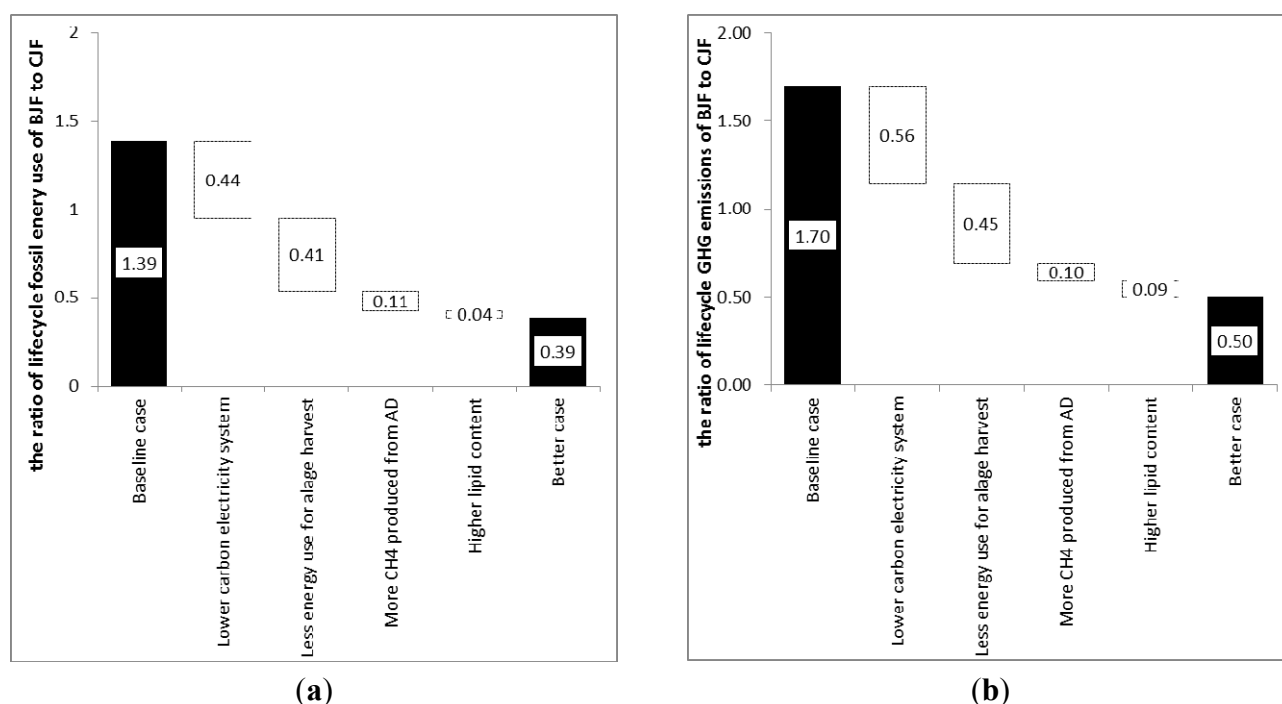 the ratio of lifecycle fossil enery use of BJF to CJF
2
1.5
1
0.5
0
1.39
0.44
0.41
0.11
0.04
0.39
Baseline case
Lower carbon electricity system
Less energy use for alage harvest
More CH4 produced from AD
Higher lipid content
Better case
(a)
the ratio of lifecycle GHG emissions of BJF to CJF
2.00
1.50
1.00
0.50
0.00
1.70
0.56
0.45
0.10
0.09
0.50
Baseline case
Lower carbon electricity system
Less energy use for alage harvest
More CH4 produced from AD
Higher lipid content
Better case
(b)